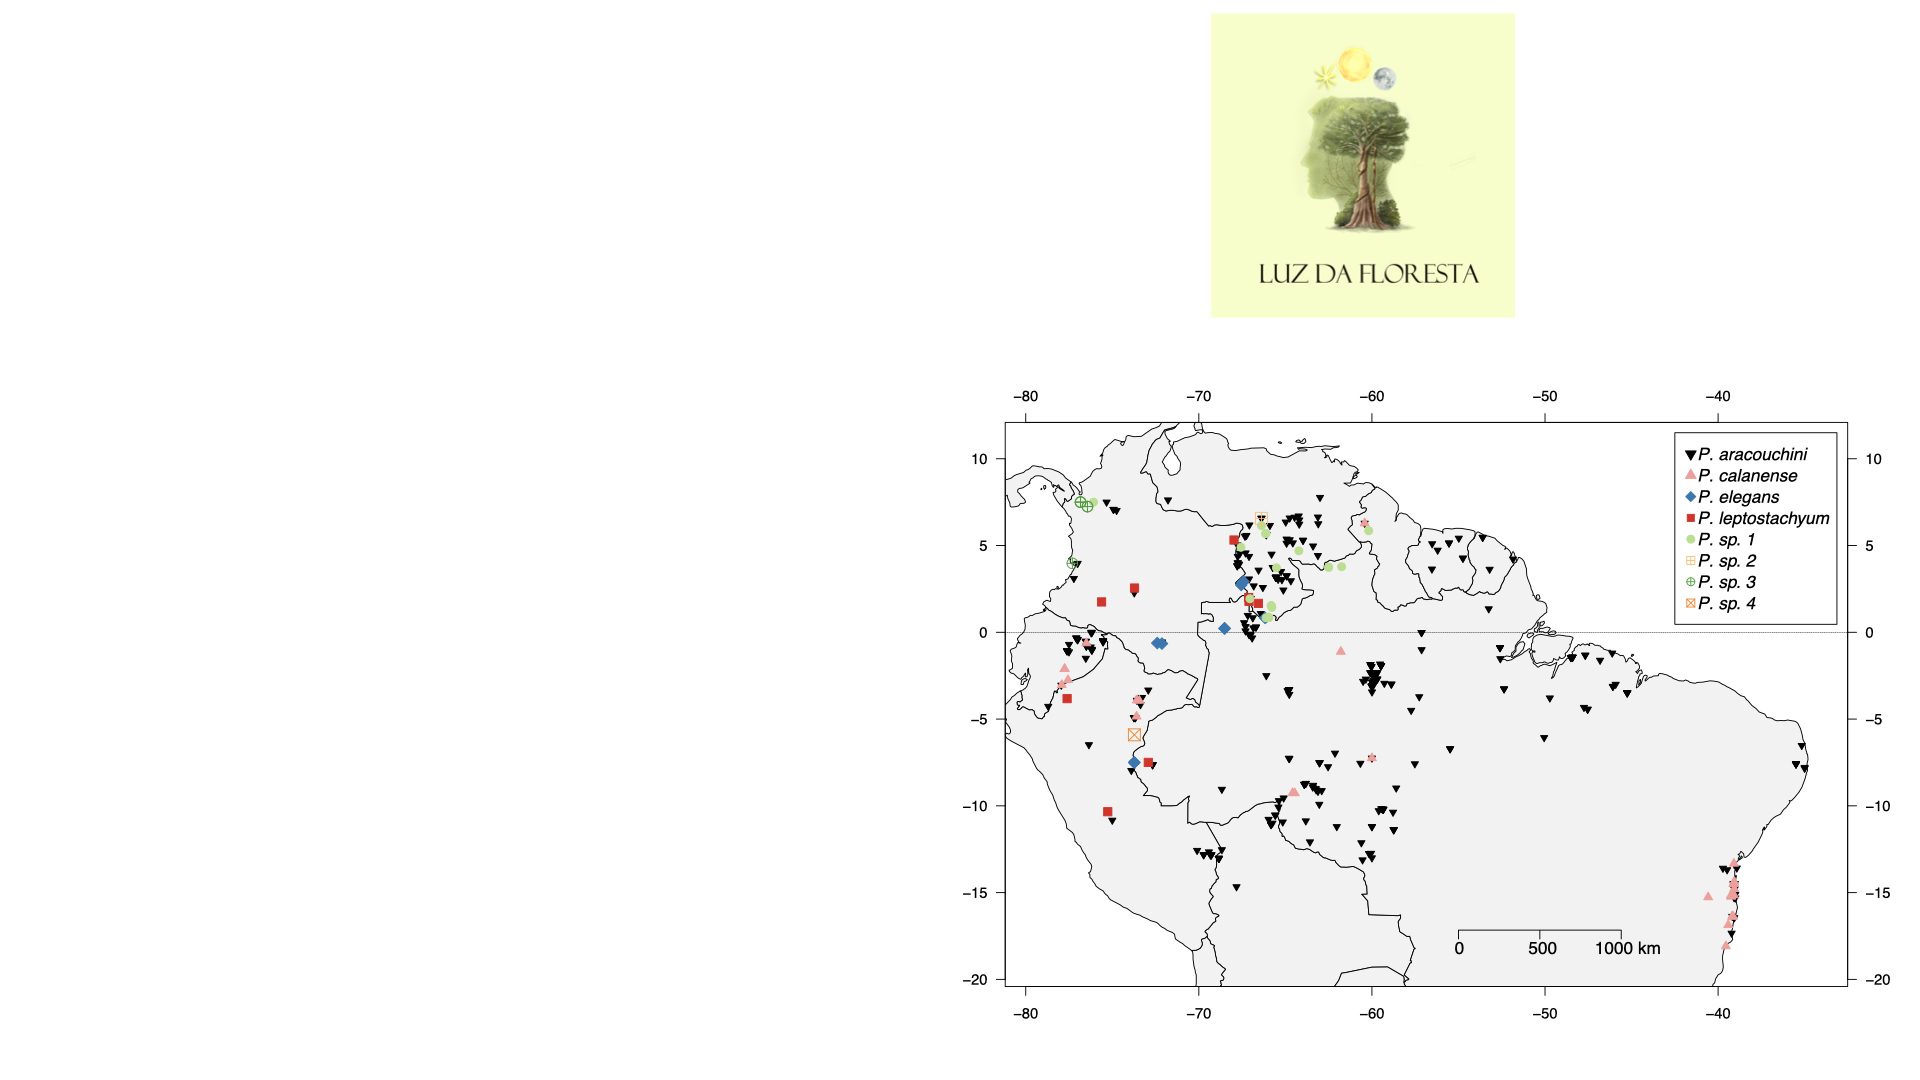 LUZ DA FLORESTA
−80 −70 −60 −50 −40
10 10
5 5
0 0
−5 −5
−10 −10
−15 −15
−20 −20
P. aracouchini
P. calanense
P. elegans
P. leptostachyum
P. sp. 1
P. sp. 2
P. sp. 3
P. sp. 4
0 500 1000 km
−80 −70 −60 −50 −40